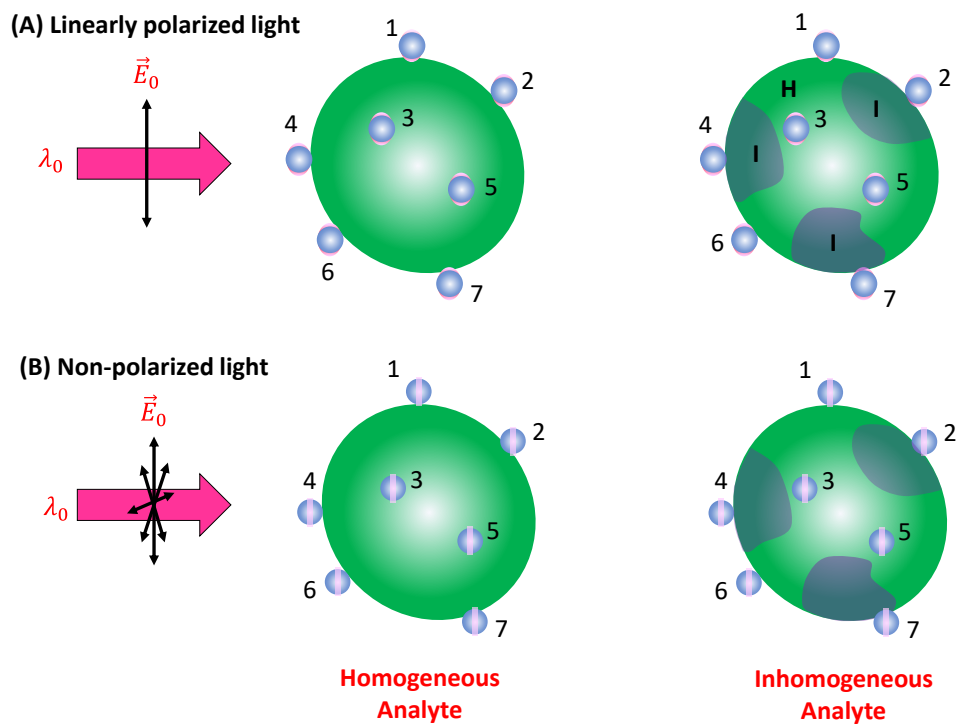 (A) Linearly polarized light
E⃗₀
λ₀
1
2
3
4
5
6
7
1
H
2
I
3
4
I
5
6
I
7
(B) Non-polarized light
E⃗₀
λ₀
1
2
3
4
5
6
7
1
2
3
4
5
6
7
Homogeneous
Analyte
Inhomogeneous
Analyte